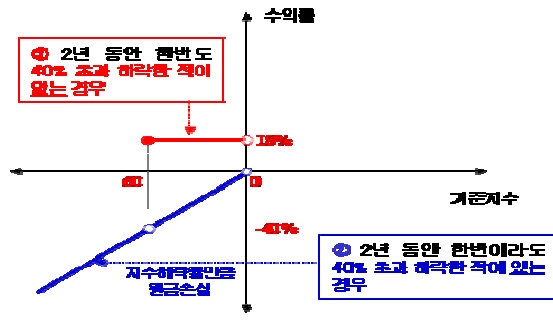 수익률
① 2년 동안 한번도
40% 초과 하락한 적이
없는 경우
0
기준지수
-40%
② 2년 동안 한번이라도
40% 초과 하락한 적이 있는
경우
지수하락률만큼
원금손실